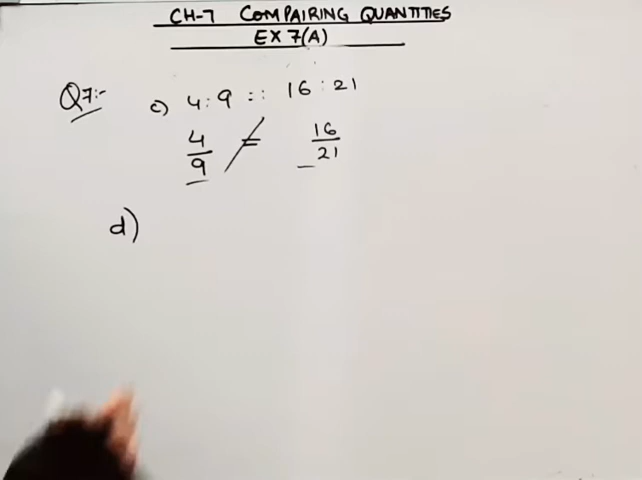 CH-7 COMPAIRING QUANTITIES
EX 7(A)
Q7:- c) 4:9 :: 16:21
4/9 ≠ 16/21
d)